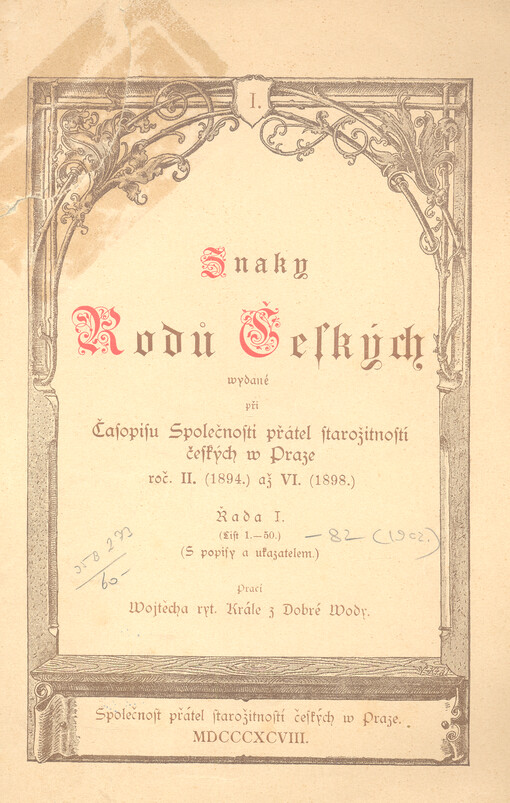 I.
Znaky
Rodů Čeſkých
wydané
při
Čaſopiſu Společnoſti přátel ſtarožitnoſtí
čeſkých w Praze
roč. II. (1894.) až VI. (1898.)
Řada I.
(Liſt 1.—50.) —82 (1902.)
(S popiſy a ukazatelem.)
60-
Prací
Wojtěcha ryt. Krále z Dobré Wody.
Společnoſt přátel ſtarožitnoſtí čeſkých w Praze.
MDCCCXCVIII.